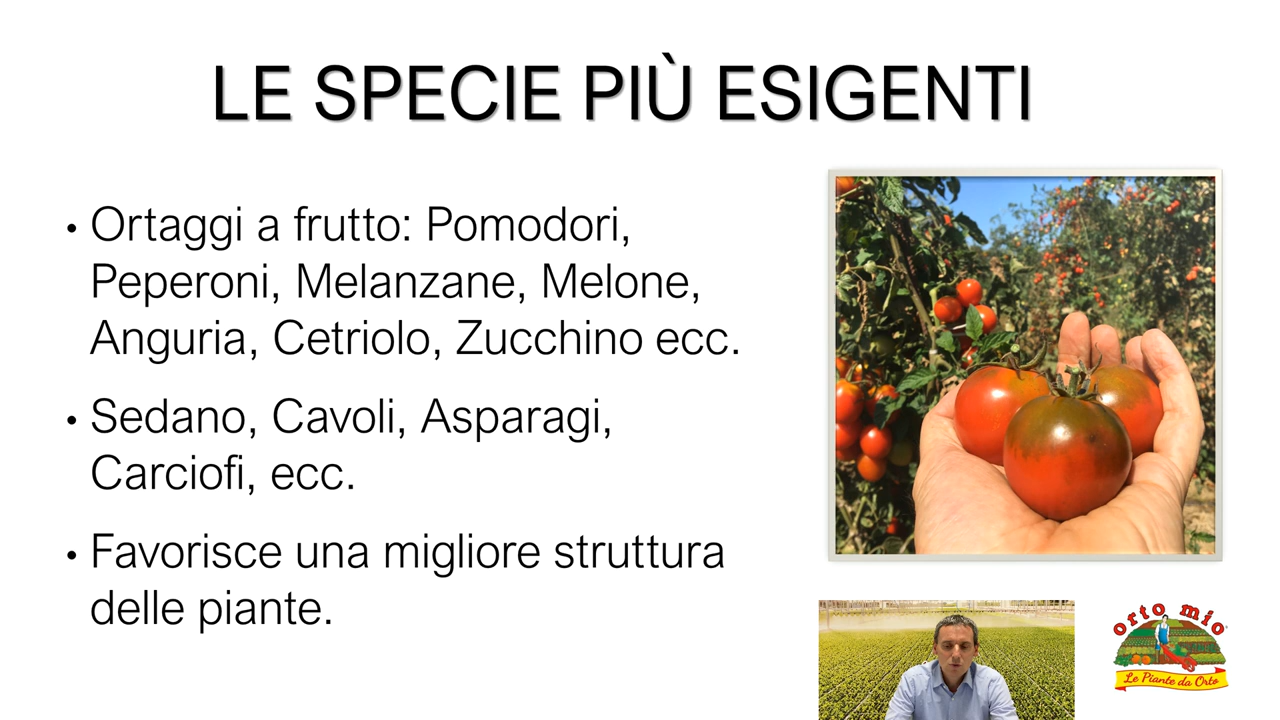 LE SPECIE PIÙ ESIGENTI
• Ortaggi a frutto: Pomodori,
Peperoni, Melanzane, Melone,
Anguria, Cetriolo, Zucchino ecc.
• Sedano, Cavoli, Asparagi,
Carciofi, ecc.
• Favorisce una migliore struttura
delle piante.
orto mio
Le Piante da Orto